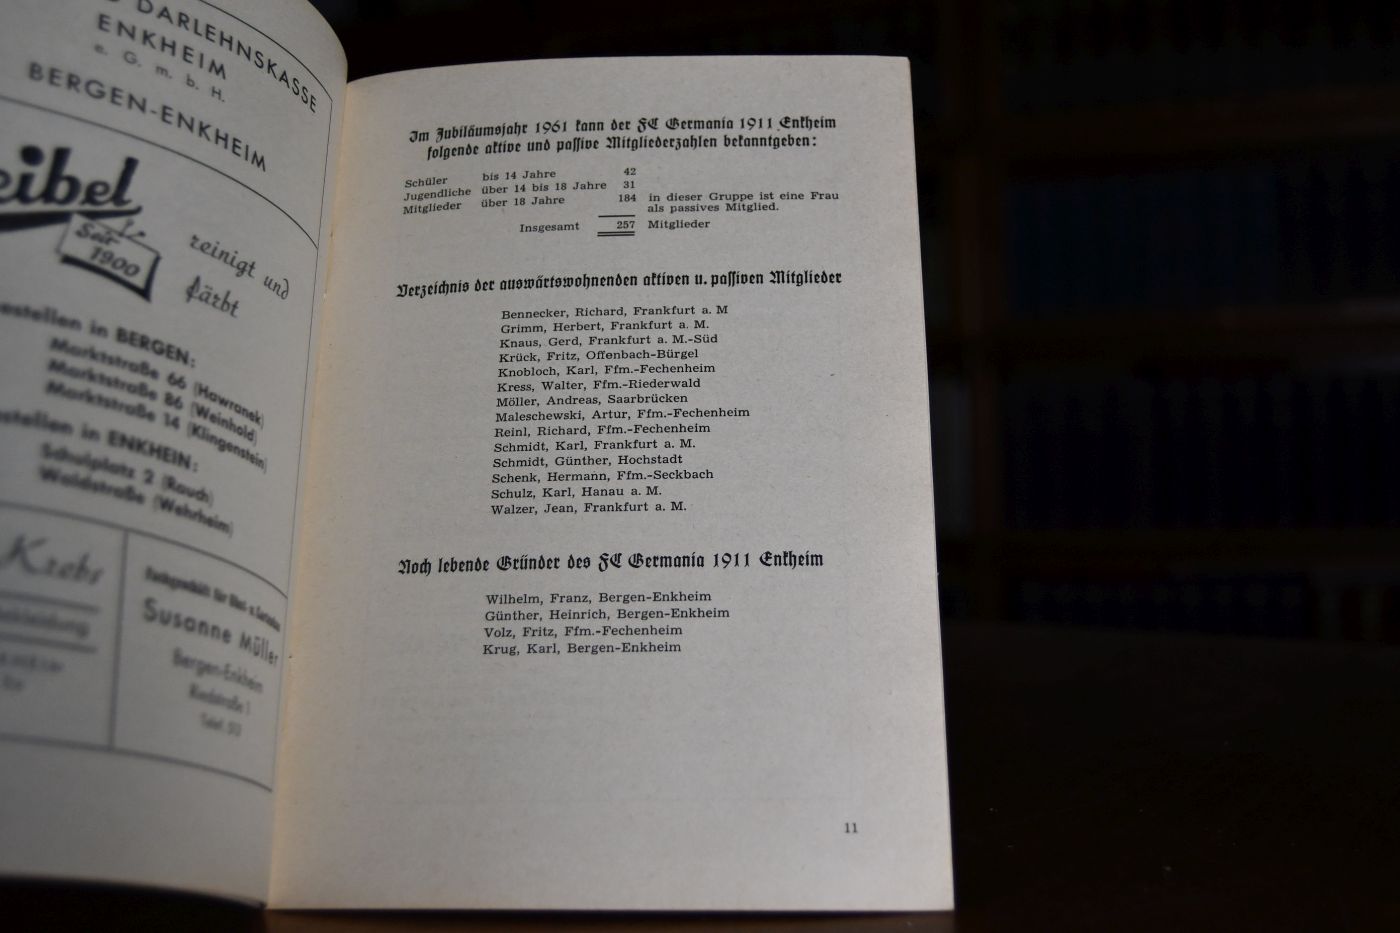 DARLEHNSKASSE
ENKHEIM
e. G. m. b. H.
BERGEN-ENKHEIM
eibel
Seit
1900
reinigt und
färbt
estellen in BERGEN:
Marktstraße 66 (Hawranek)
Marktstraße 86 (Weinhold)
Marktstraße 14 (Klingenstein)
stellen in ENKHEIN:
Schulplatz 2 (Rauch)
Waldstraße (Wehrheim)
Krebs
Susanne Müller
Bergen-Enkheim
Im Jubiläumsjahr 1961 kann der FC Germania 1911 Enkheim
folgende aktive und passive Mitgliederzahlen bekanntgeben:
Schüler bis 14 Jahre 42
Jugendliche über 14 bis 18 Jahre 31
Mitglieder über 18 Jahre 184 in dieser Gruppe ist eine Frau
als passives Mitglied.
Insgesamt 257 Mitglieder
Verzeichnis der auswärtswohnenden aktiven u. passiven Mitglieder
Bennecker, Richard, Frankfurt a. M
Grimm, Herbert, Frankfurt a. M.
Knaus, Gerd, Frankfurt a. M.-Süd
Krück, Fritz, Offenbach-Bürgel
Knobloch, Karl, Ffm.-Fechenheim
Kress, Walter, Ffm.-Riederwald
Möller, Andreas, Saarbrücken
Maleschewski, Artur, Ffm.-Fechenheim
Reinl, Richard, Ffm.-Fechenheim
Schmidt, Karl, Frankfurt a. M.
Schmidt, Günther, Hochstadt
Schenk, Hermann, Ffm.-Seckbach
Schulz, Karl, Hanau a. M.
Walzer, Jean, Frankfurt a. M.
Noch lebende Gründer des FC Germania 1911 Enkheim
Wilhelm, Franz, Bergen-Enkheim
Günther, Heinrich, Bergen-Enkheim
Volz, Fritz, Ffm.-Fechenheim
Krug, Karl, Bergen-Enkheim
11